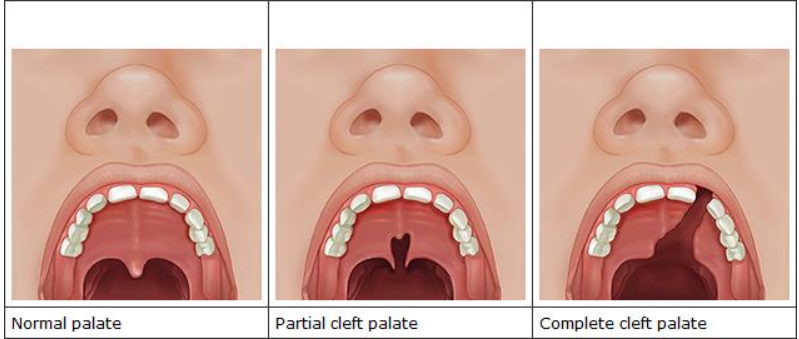 Normal palate
Partial cleft palate
Complete cleft palate